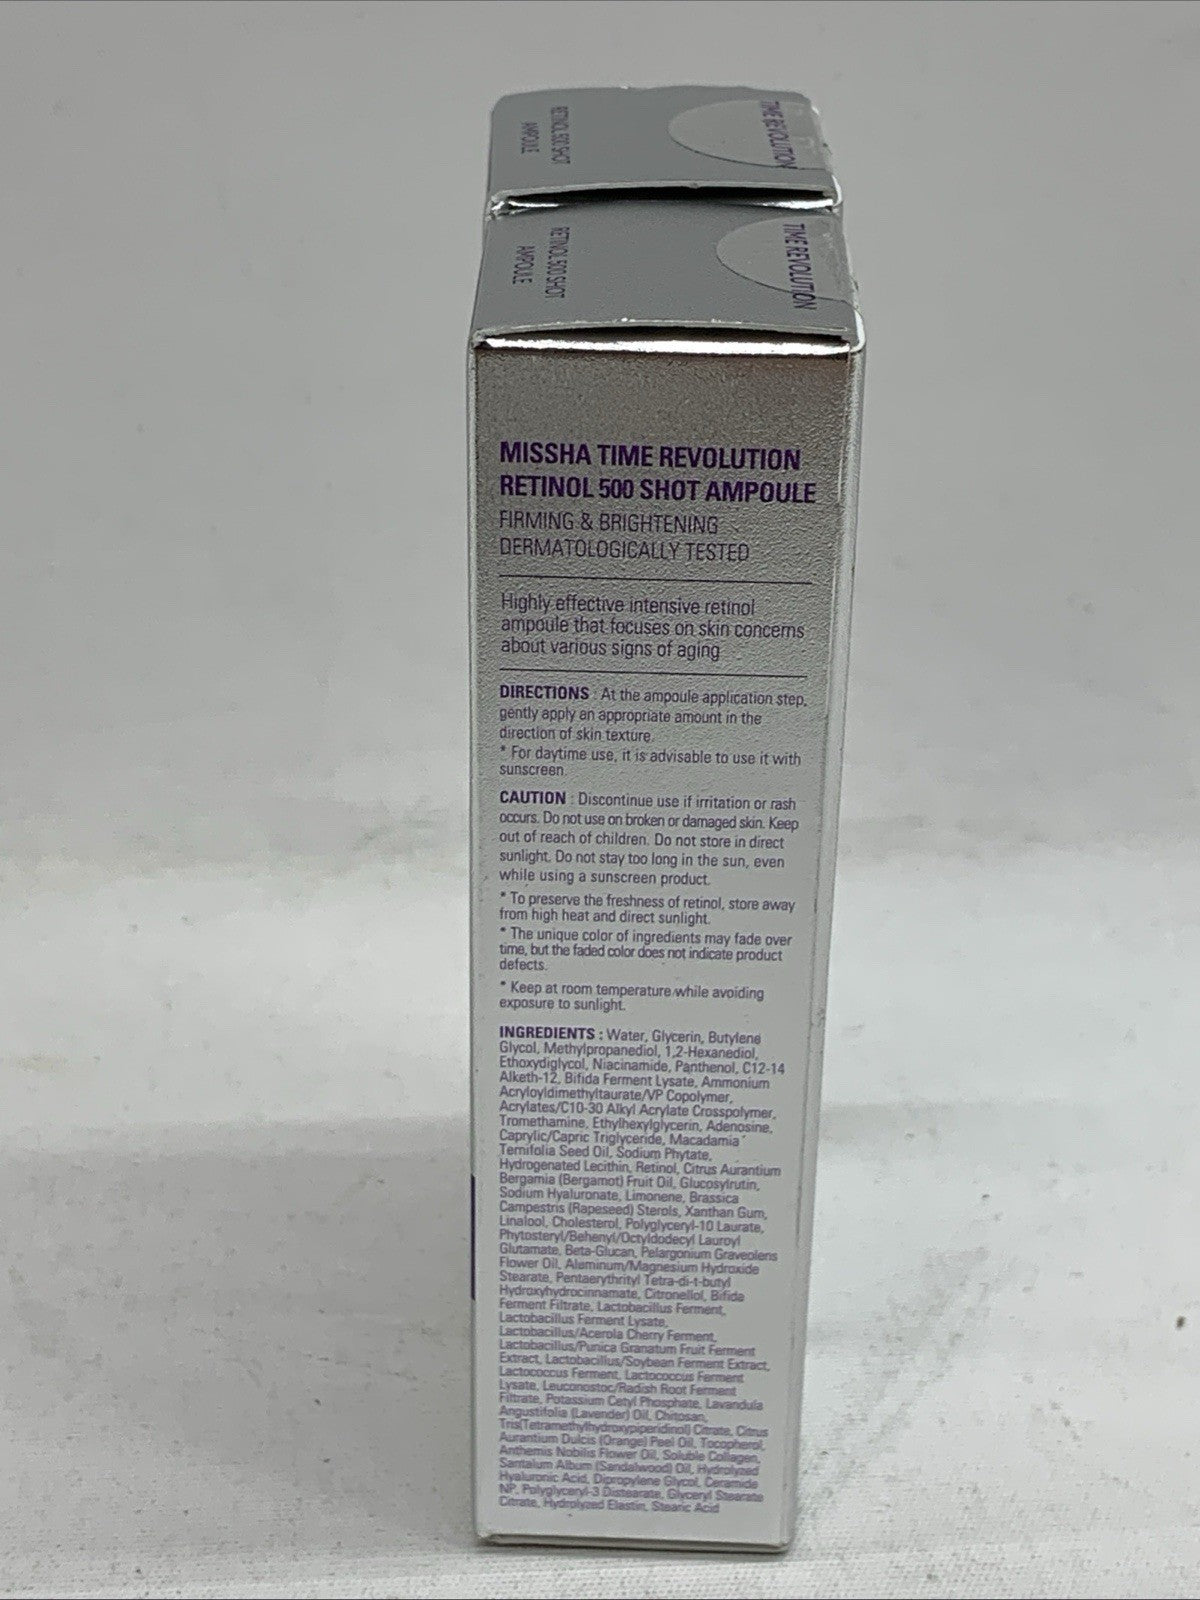 RETINOL 500 SHOT
AMPOULE
TIME REVOLUTION
RETINOL 500 SHOT
AMPOULE
TIME REVOLUTION
MISSHA TIME REVOLUTION
RETINOL 500 SHOT AMPOULE
FIRMING & BRIGHTENING
DERMATOLOGICALLY TESTED
Highly effective intensive retinol
ampoule that focuses on skin concerns
about various signs of aging
DIRECTIONS : At the ampoule application step,
gently apply an appropriate amount in the
direction of skin texture.
* For daytime use, it is advisable to use it with
sunscreen.
CAUTION : Discontinue use if irritation or rash
occurs. Do not use on broken or damaged skin. Keep
out of reach of children. Do not store in direct
sunlight. Do not stay too long in the sun, even
while using a sunscreen product.
* To preserve the freshness of retinol, store away
from high heat and direct sunlight.
* The unique color of ingredients may fade over
time, but the faded color does not indicate product
defects.
* Keep at room temperature while avoiding
exposure to sunlight.
INGREDIENTS : Water, Glycerin, Butylene
Glycol, Methylpropanediol, 1,2-Hexanediol,
Ethoxydiglycol, Niacinamide, Panthenol, C12-14
Alketh-12, Bifida Ferment Lysate, Ammonium
Acryloyldimethyltaurate/VP Copolymer,
Acrylates/C10-30 Alkyl Acrylate Crosspolymer,
Tromethamine, Ethylhexylglycerin, Adenosine,
Caprylic/Capric Triglyceride, Macadamia
Ternifolia Seed Oil, Sodium Phytate,
Hydrogenated Lecithin, Retinol, Citrus Aurantium
Bergamia (Bergamot) Fruit Oil, Glucosylrutin,
Sodium Hyaluronate, Limonene, Brassica
Campestris (Rapeseed) Sterols, Xanthan Gum,
Linalool, Cholesterol, Polyglyceryl-10 Laurate,
Phytosteryl/Behenyl/Octyldodecyl Lauroyl
Glutamate, Beta-Glucan, Pelargonium Graveolens
Flower Oil, Aluminum/Magnesium Hydroxide
Stearate, Pentaerythrityl Tetra-di-t-butyl
Hydroxyhydrocinnamate, Citronellol, Bifida
Ferment Filtrate, Lactobacillus Ferment,
Lactobacillus Ferment Lysate,
Lactobacillus/Acerola Cherry Ferment,
Lactobacillus/Punica Granatum Fruit Ferment
Extract, Lactobacillus/Soybean Ferment Extract,
Lactococcus Ferment, Lactococcus Ferment
Lysate, Leuconostoc/Radish Root Ferment
Filtrate, Potassium Cetyl Phosphate, Lavandula
Angustifolia (Lavender) Oil, Chitosan,
Tris(Tetramethylhydroxypiperidinol) Citrate, Citrus
Aurantium Dulcis (Orange) Peel Oil, Tocopherol,
Anthemis Nobilis Flower Oil, Soluble Collagen,
Santalum Album (Sandalwood) Oil, Hydrolyzed
Hyaluronic Acid, Dipropylene Glycol, Ceramide
NP, Polyglyceryl-3 Distearate, Glyceryl Stearate
Citrate, Hydrolyzed Elastin, Stearic Acid